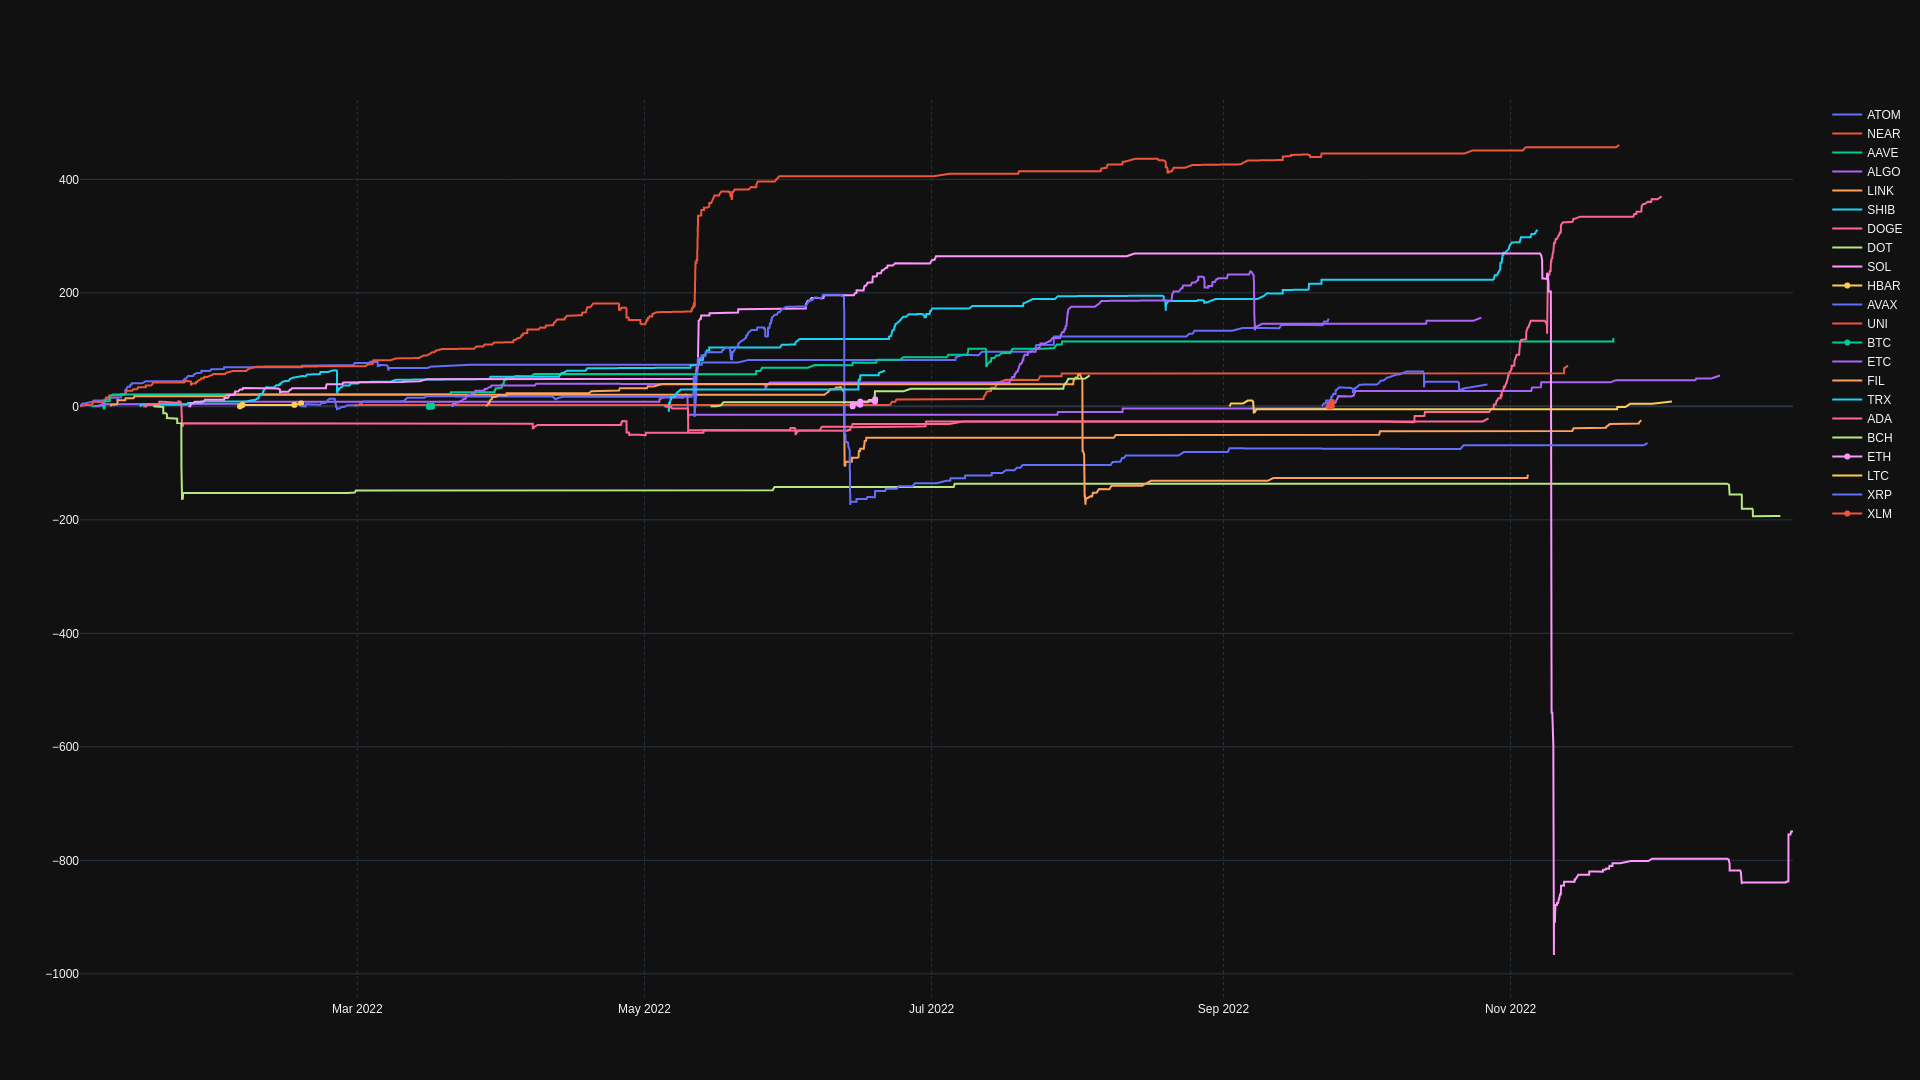 400
200
0
−200
−400
−600
−800
−1000
Mar 2022
May 2022
Jul 2022
Sep 2022
Nov 2022
ATOM
NEAR
AAVE
ALGO
LINK
SHIB
DOGE
DOT
SOL
HBAR
AVAX
UNI
BTC
ETC
FIL
TRX
ADA
BCH
ETH
LTC
XRP
XLM